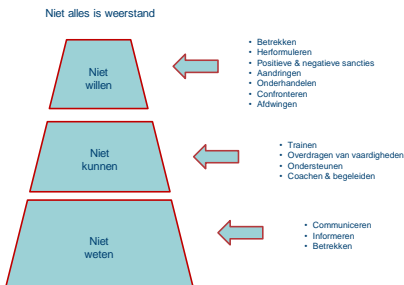 Niet alles is weerstand
Niet
willen
• Betrekken
• Herformuleren
• Positieve & negatieve sancties
• Aandringen
• Onderhandelen
• Confronteren
• Afdwingen
Niet
kunnen
• Trainen
• Overdragen van vaardigheden
• Ondersteunen
• Coachen & begeleiden
Niet
weten
• Communiceren
• Informeren
• Betrekken